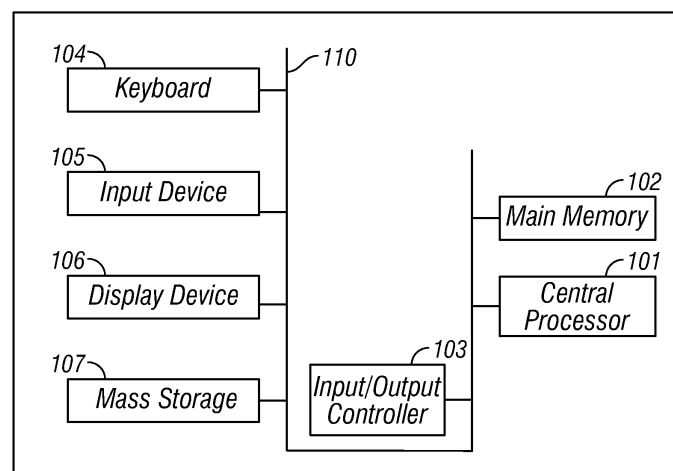 104
Keyboard
110
105
Input Device
106
Display Device
107
Mass Storage
102
Main Memory
101
Central
Processor
103
Input/Output
Controller